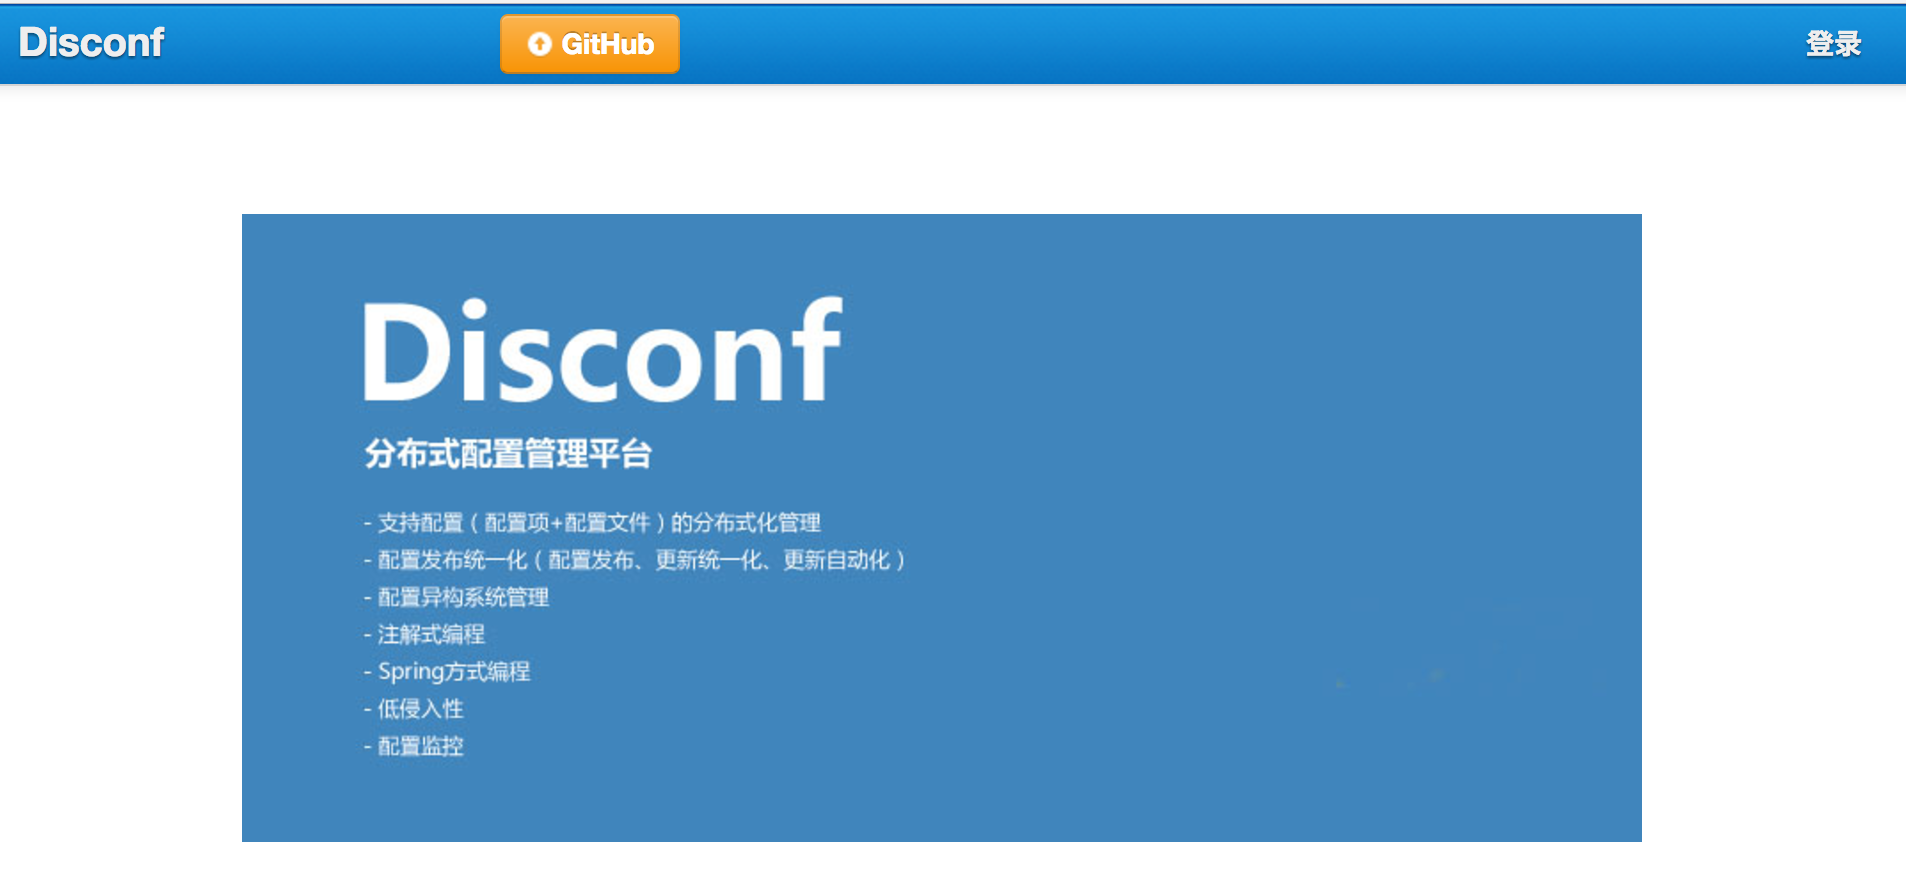 Disconf
GitHub
登录
Disconf
分布式配置管理平台
- 支持配置（配置项+配置文件）的分布式化管理
- 配置发布统一化（配置发布、更新统一化、更新自动化）
- 配置异构系统管理
- 注解式编程
- Spring方式编程
- 低侵入性
- 配置监控